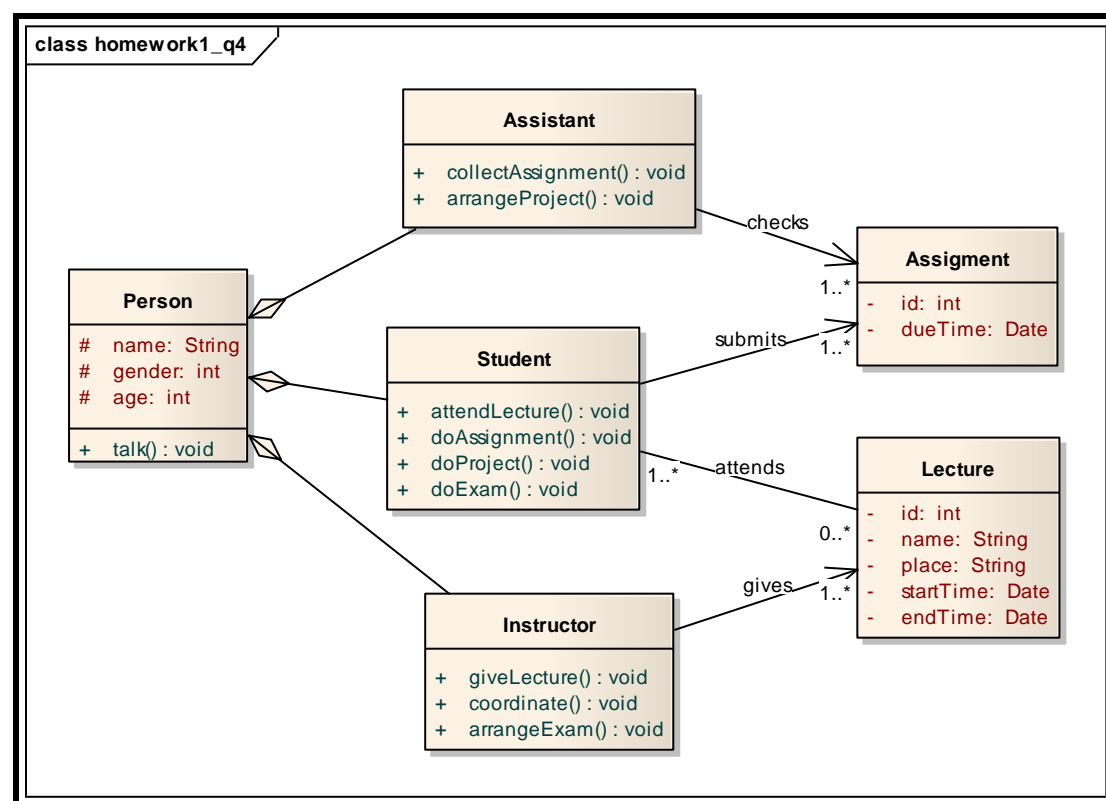 class homework1_q4
Assistant
+ collectAssignment() : void
+ arrangeProject() : void
checks
1..*
Assigment
- id: int
- dueTime: Date
Person
# name: String
# gender: int
# age: int
+ talk() : void
Student
+ attendLecture() : void
+ doAssignment() : void
+ doProject() : void
+ doExam() : void
submits
1..*
attends
1..*
0..*
Lecture
- id: int
- name: String
- place: String
- startTime: Date
- endTime: Date
gives
1..*
Instructor
+ giveLecture() : void
+ coordinate() : void
+ arrangeExam() : void